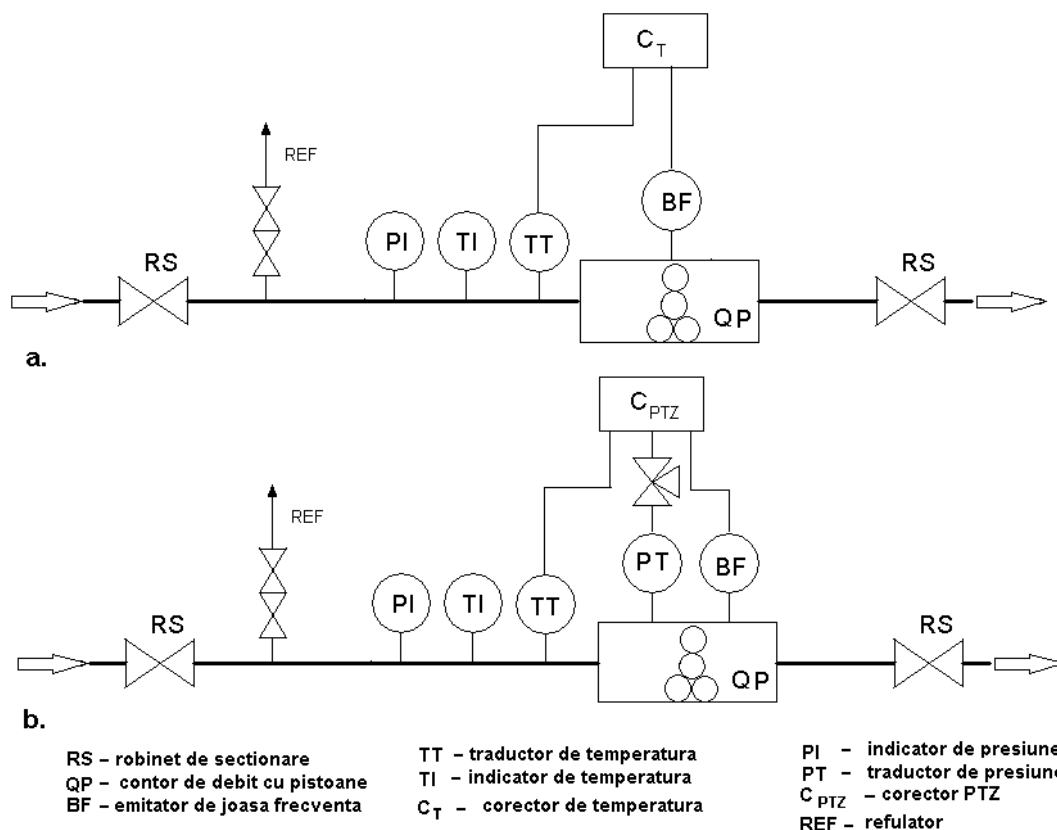 C_T
REF
BF
RS PI TI TT RS
QP
a.
C_PTZ
REF
PT BF
RS PI TI TT RS
QP
b.
RS – robinet de sectionare
QP – contor de debit cu pistoane
BF – emitator de joasa frecventa
TT – traductor de temperatura
TI – indicator de temperatura
C_T – corector de temperatura
PI – indicator de presiune
PT – traductor de presiune
C_PTZ – corector PTZ
REF – refulator